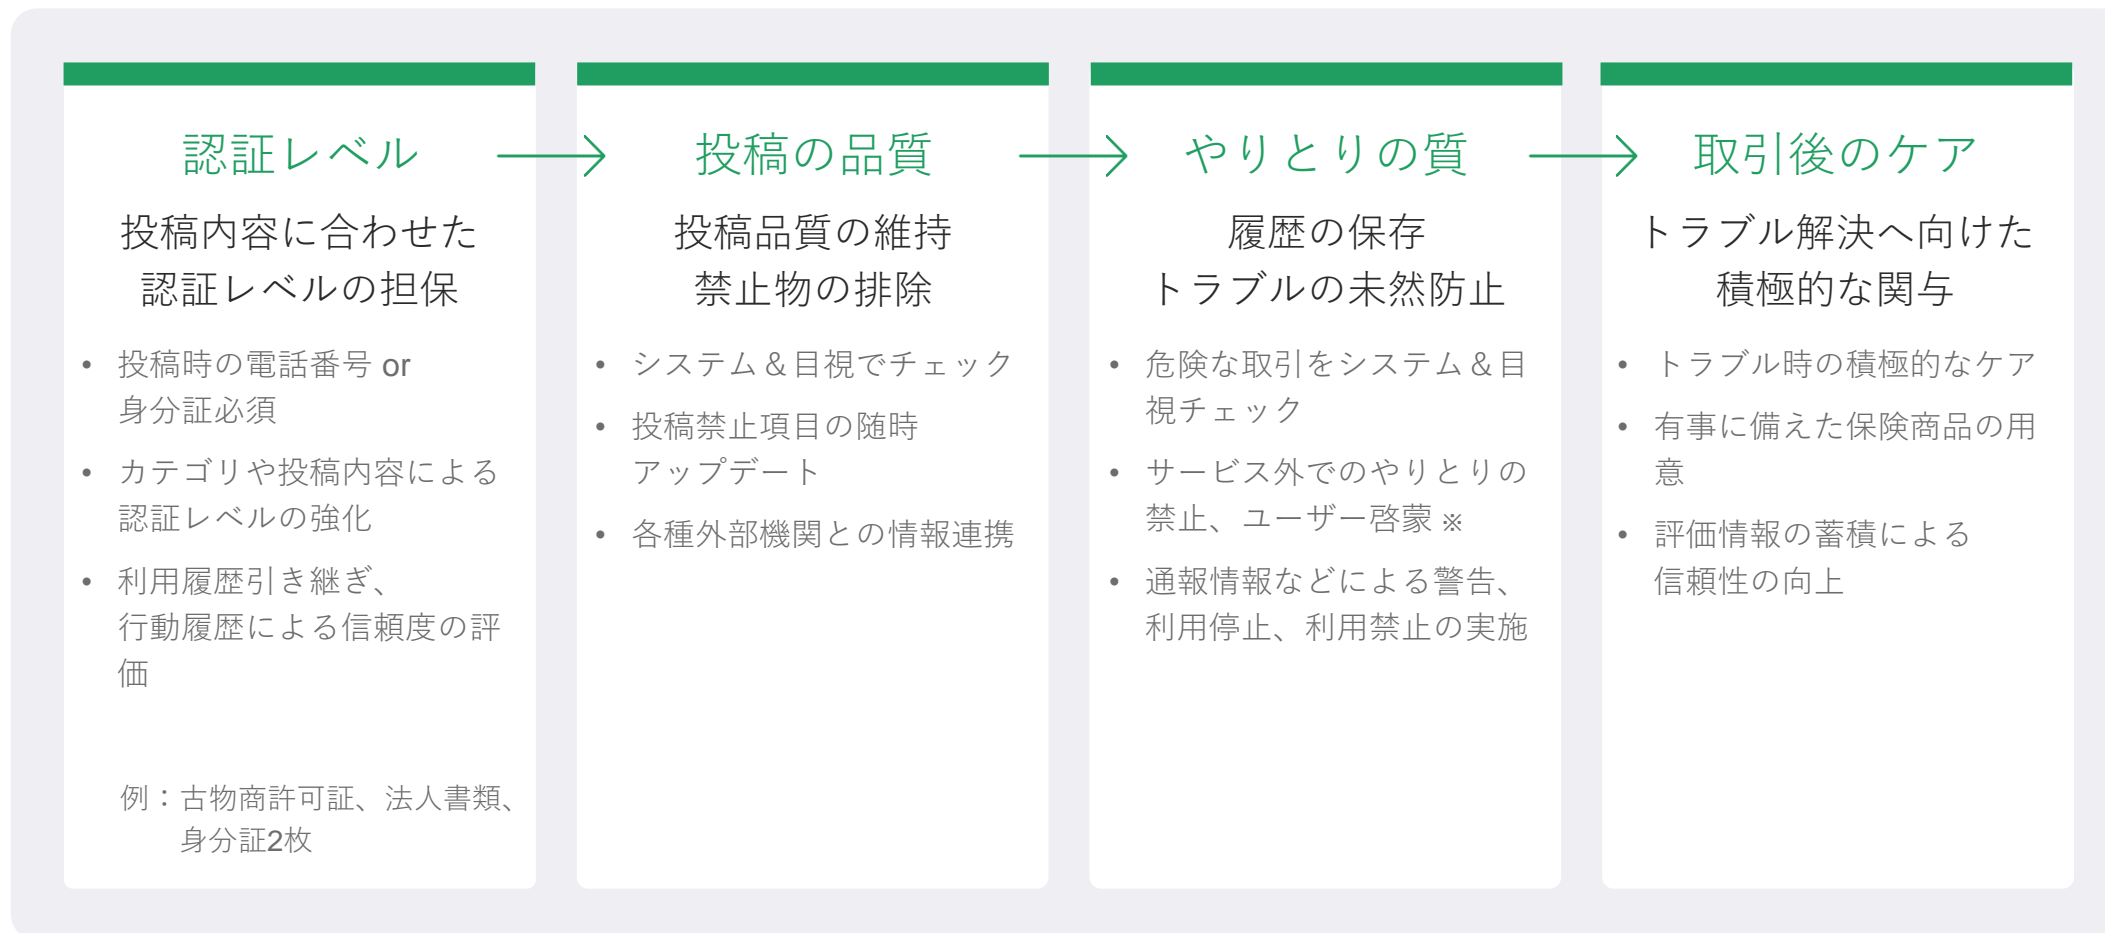 認証レベル
投稿内容に合わせた
認証レベルの担保
• 投稿時の電話番号 or
身分証必須
• カテゴリや投稿内容による
認証レベルの強化
• 利用履歴引き継ぎ、
行動履歴による信頼度の評
価
例：古物商許可証、法人書類、
身分証2枚
投稿の品質
投稿品質の維持
禁止物の排除
• システム＆目視でチェック
• 投稿禁止項目の随時
アップデート
• 各種外部機関との情報連携
やりとりの質
履歴の保存
トラブルの未然防止
• 危険な取引をシステム＆目
視チェック
• サービス外でのやりとりの
禁止、ユーザー啓蒙 ※
• 通報情報などによる警告、
利用停止、利用禁止の実施
取引後のケア
トラブル解決へ向けた
積極的な関与
• トラブル時の積極的なケア
• 有事に備えた保険商品の用
意
• 評価情報の蓄積による
信頼性の向上